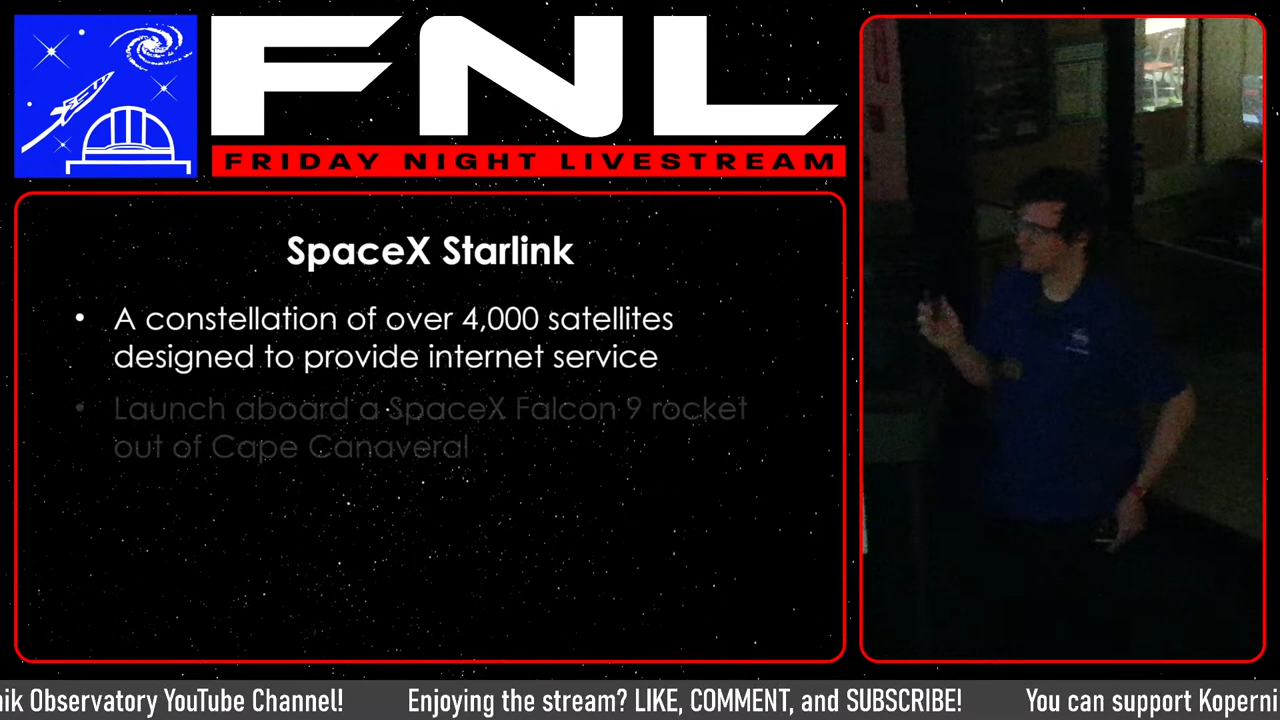 FNL
FRIDAY NIGHT LIVESTREAM
SpaceX Starlink
• A constellation of over 4,000 satellites
designed to provide internet service
• Launch aboard a SpaceX Falcon 9 rocket
out of Cape Canaveral
nik Observatory YouTube Channel! Enjoying the stream? LIKE, COMMENT, and SUBSCRIBE! You can support Koperni